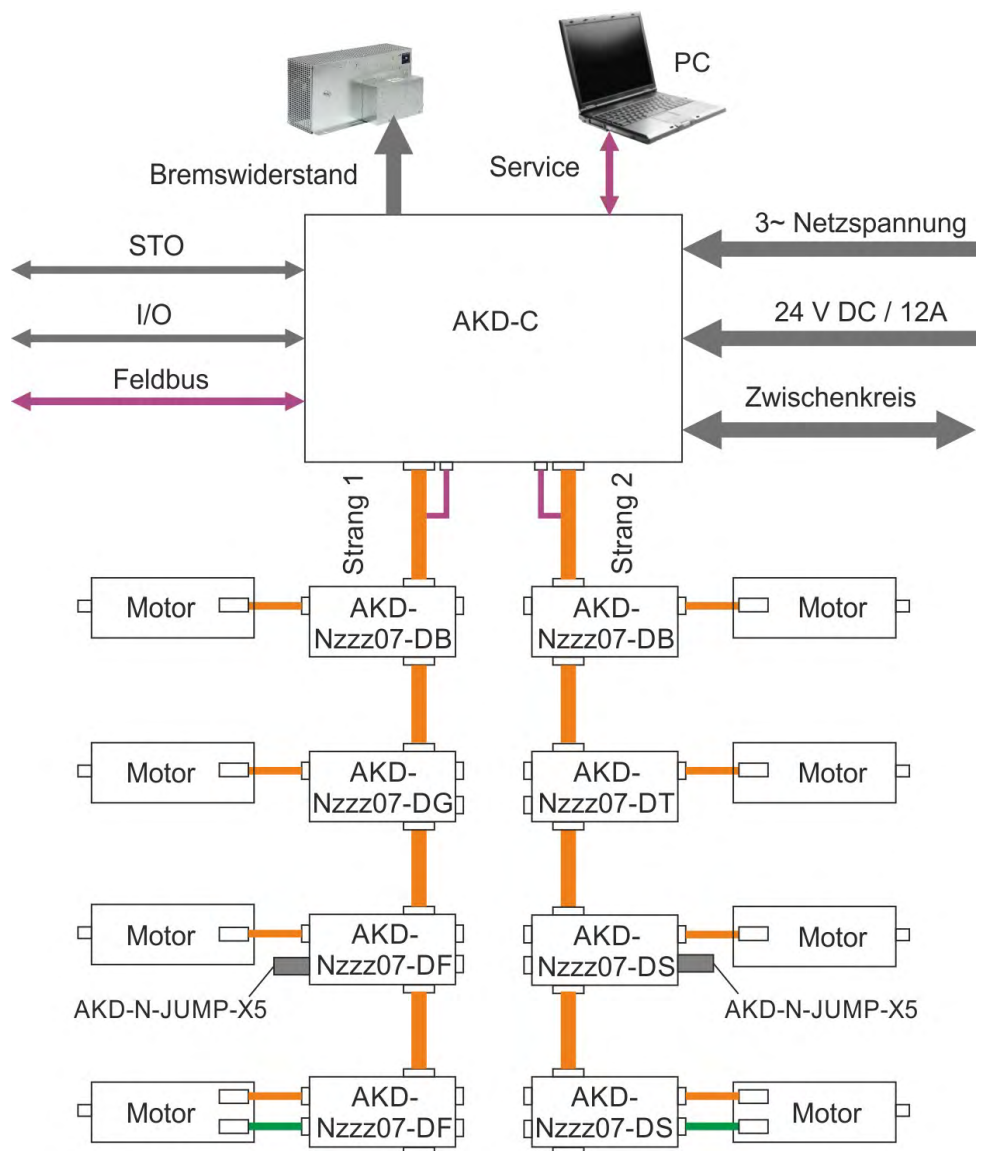 PC
Bremswiderstand
Service
STO
3~ Netzspannung
I/O
AKD-C
24 V DC / 12A
Feldbus
Zwischenkreis
Strang 1
Strang 2
Motor
AKD-
Nzzz07-DB
AKD-
Nzzz07-DB
Motor
Motor
AKD-
Nzzz07-DG
AKD-
Nzzz07-DT
Motor
Motor
AKD-
Nzzz07-DF
AKD-
Nzzz07-DS
Motor
AKD-N-JUMP-X5
AKD-N-JUMP-X5
Motor
AKD-
Nzzz07-DF
AKD-
Nzzz07-DS
Motor